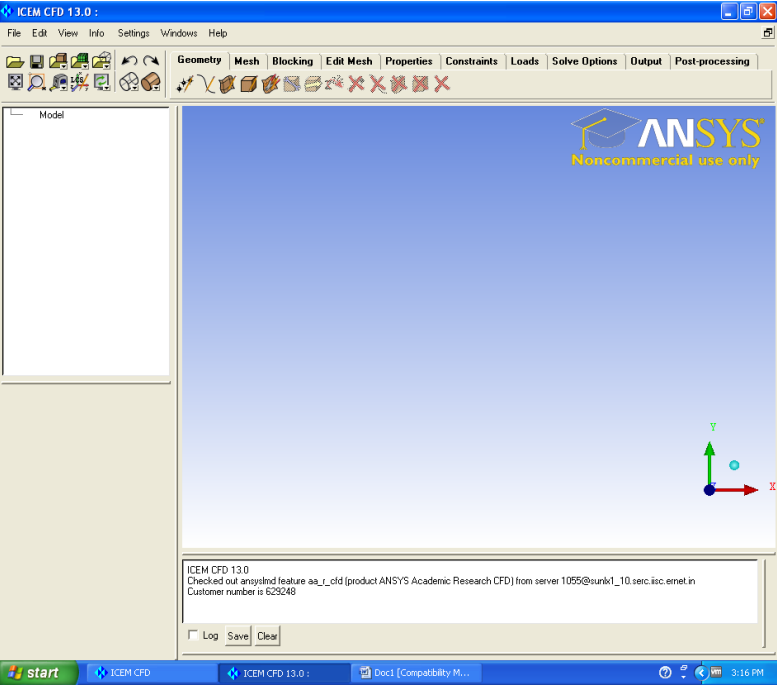 ICEM CFD 13.0 :
File Edit View Info Settings Windows Help
Geometry Mesh Blocking Edit Mesh Properties Constraints Loads Solve Options Output Post-processing
LCS
Model
ANSYS
Noncommercial use only
Y
X
ICEM CFD 13.0
Checked out ansyslmd feature aa_r_cfd (product ANSYS Academic Research CFD) from server 1055@sunlx1_10.serc.iisc.ernet.in
Customer number is 629248
Log Save Clear
start ICEM CFD ICEM CFD 13.0 : Doc1 [Compatibility M... 3:16 PM